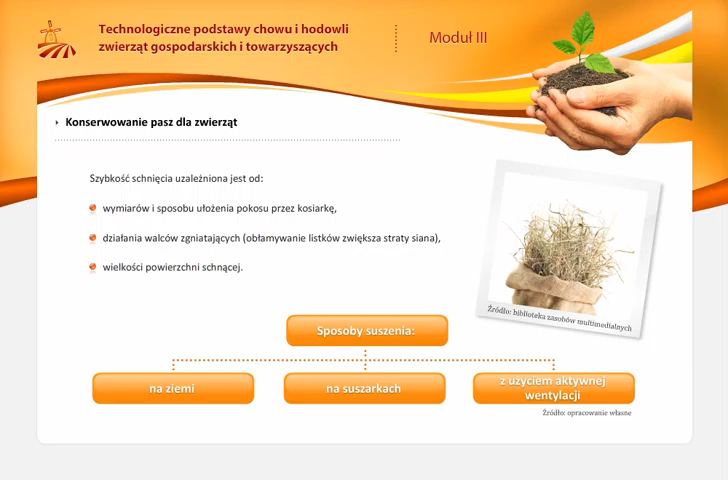 Technologiczne podstawy chowu i hodowli
zwierząt gospodarskich i towarzyszących
Moduł III
Konserwowanie pasz dla zwierząt
Szybkość schnięcia uzależniona jest od:
wymiarów i sposobu ułożenia pokosu przez kosiarkę,
działania walców zgniatających (obłamywanie listków zwiększa straty siana),
wielkości powierzchni schnącej.
Źródło: biblioteka zasobów multimedialnych
Sposoby suszenia:
na ziemi
na suszarkach
z użyciem aktywnej
wentylacji
Źródło: opracowanie własne